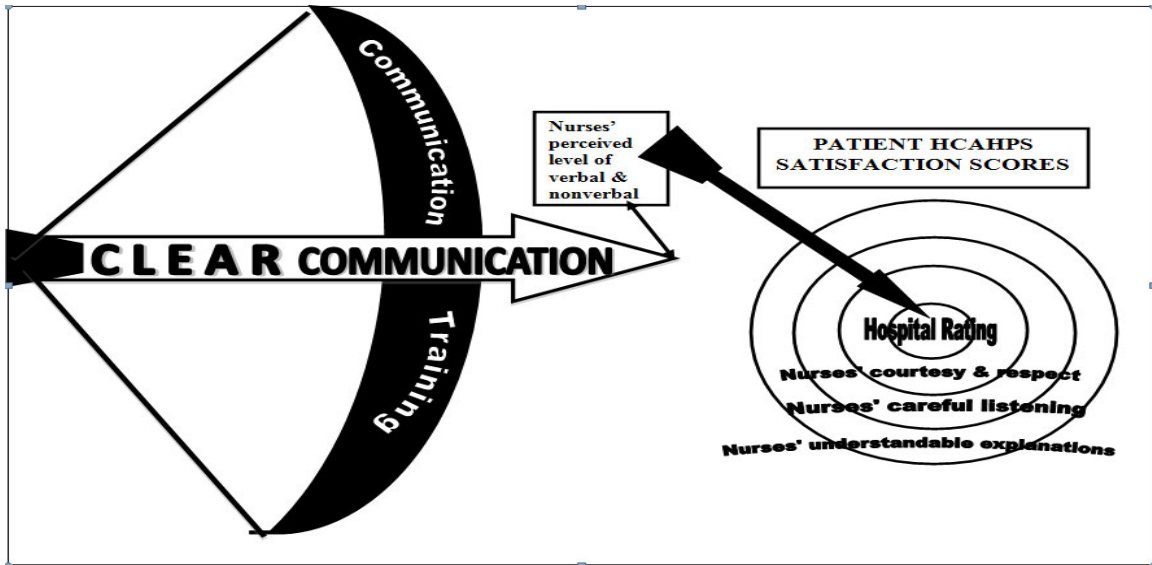 Communication
Training
C L E A R COMMUNICATION
Nurses'
perceived
level of
verbal &
nonverbal
PATIENT HCAHPS
SATISFACTION SCORES
Hospital Rating
Nurses' courtesy & respect
Nurses' careful listening
Nurses' understandable explanations